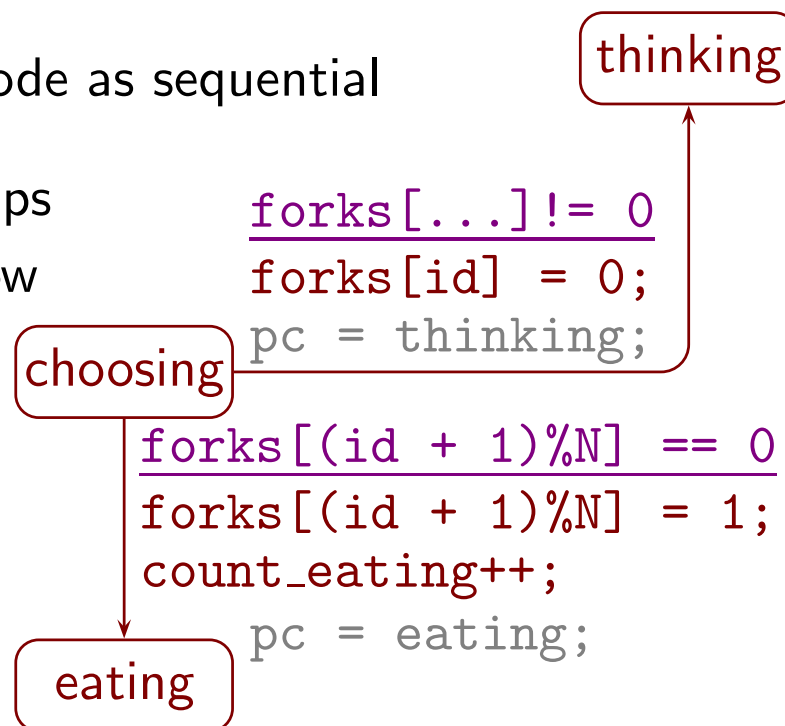 thinking
ode as sequential
ps
forks[...]!= 0
w
forks[id] = 0;
pc = thinking;
choosing
forks[(id + 1)%N] == 0
forks[(id + 1)%N] = 1;
count_eating++;
pc = eating;
eating